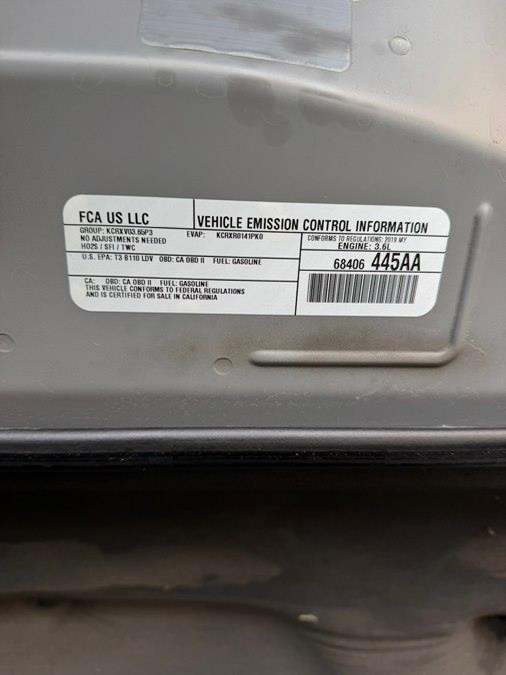 FCA US LLC
VEHICLE EMISSION CONTROL INFORMATION
GROUP: KCRXV03.65P3
EVAP: KCRXR0141PK0
NO ADJUSTMENTS NEEDED
HO2S / SFI / TWC
CONFORMS TO REGULATIONS: 2019 MY
ENGINE: 3.6L
U.S. EPA: T3 B110 LDV OBD: CA OBD II FUEL: GASOLINE
68406 445AA
CA: OBD: CA OBD II FUEL: GASOLINE
THIS VEHICLE CONFORMS TO FEDERAL REGULATIONS
AND IS CERTIFIED FOR SALE IN CALIFORNIA